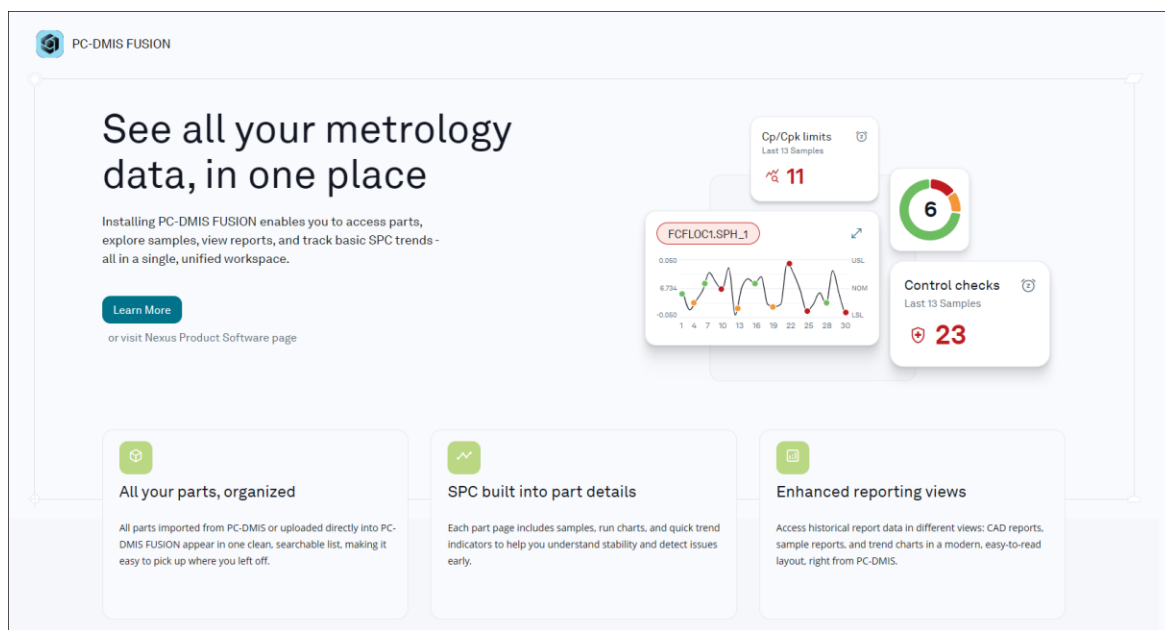 PC-DMIS FUSION
See all your metrology
data, in one place
Installing PC-DMIS FUSION enables you to access parts,
explore samples, view reports, and track basic SPC trends -
all in a single, unified workspace.
Learn More
or visit Nexus Product Software page
Cp/Cpk limits
Last 13 Samples
11
6
FCFLOC1.SPH_1
0.050
USL
6.734
NOM
-0.050
LSL
1 4 7 10 13 16 19 22 25 28 30
Control checks
Last 13 Samples
23
All your parts, organized
All parts imported from PC-DMIS or uploaded directly into PC-
DMIS FUSION appear in one clean, searchable list, making it
easy to pick up where you left off.
SPC built into part details
Each part page includes samples, run charts, and quick trend
indicators to help you understand stability and detect issues
early.
Enhanced reporting views
Access historical report data in different views: CAD reports,
sample reports, and trend charts in a modern, easy-to-read
layout, right from PC-DMIS.